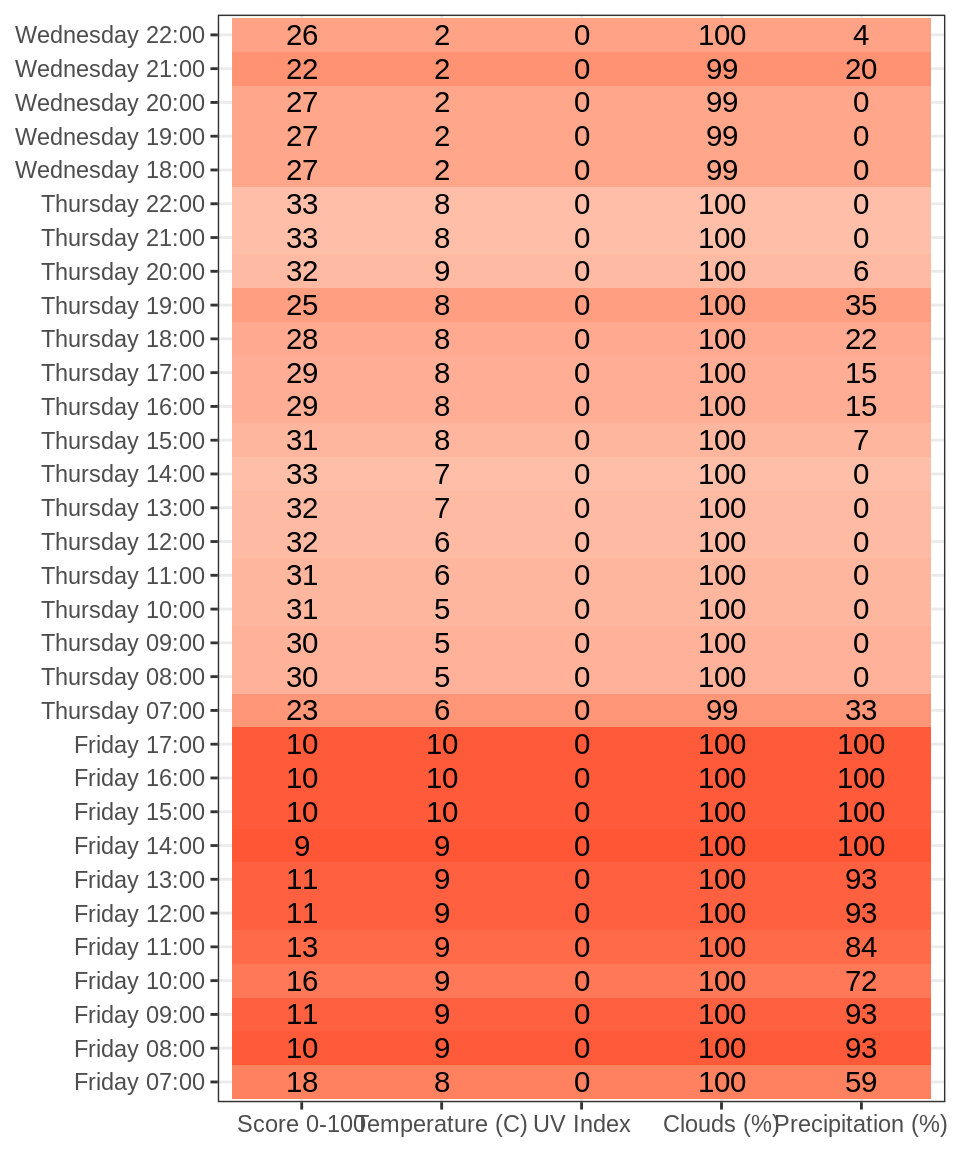 Wednesday 22:00 26 2 0 100 4
Wednesday 21:00 22 2 0 99 20
Wednesday 20:00 27 2 0 99 0
Wednesday 19:00 27 2 0 99 0
Wednesday 18:00 27 2 0 99 0
Thursday 22:00 33 8 0 100 0
Thursday 21:00 33 8 0 100 0
Thursday 20:00 32 9 0 100 6
Thursday 19:00 25 8 0 100 35
Thursday 18:00 28 8 0 100 22
Thursday 17:00 29 8 0 100 15
Thursday 16:00 29 8 0 100 15
Thursday 15:00 31 8 0 100 7
Thursday 14:00 33 7 0 100 0
Thursday 13:00 32 7 0 100 0
Thursday 12:00 32 6 0 100 0
Thursday 11:00 31 6 0 100 0
Thursday 10:00 31 5 0 100 0
Thursday 09:00 30 5 0 100 0
Thursday 08:00 30 5 0 100 0
Thursday 07:00 23 6 0 99 33
Friday 17:00 10 10 0 100 100
Friday 16:00 10 10 0 100 100
Friday 15:00 10 10 0 100 100
Friday 14:00 9 9 0 100 100
Friday 13:00 11 9 0 100 93
Friday 12:00 11 9 0 100 93
Friday 11:00 13 9 0 100 84
Friday 10:00 16 9 0 100 72
Friday 09:00 11 9 0 100 93
Friday 08:00 10 9 0 100 93
Friday 07:00 18 8 0 100 59
Score 0-100 Temperature (C) UV Index Clouds (%) Precipitation (%)